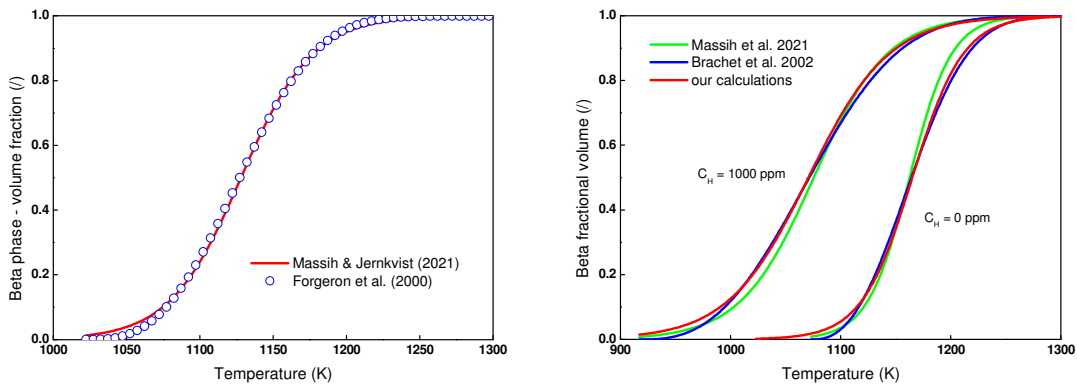 1.0
0.8
0.6
0.4
0.2
0.0
Beta phase - volume fraction (/)
Massih & Jernkvist (2021)
Forgeron et al. (2000)
1000 1050 1100 1150 1200 1250 1300
Temperature (K)
1.0
0.8
0.6
0.4
0.2
0.0
Beta fractional volume (/)
Massih et al. 2021
Brachet et al. 2002
our calculations
C_H = 1000 ppm
C_H = 0 ppm
900 1000 1100 1200 1300
Temperature (K)